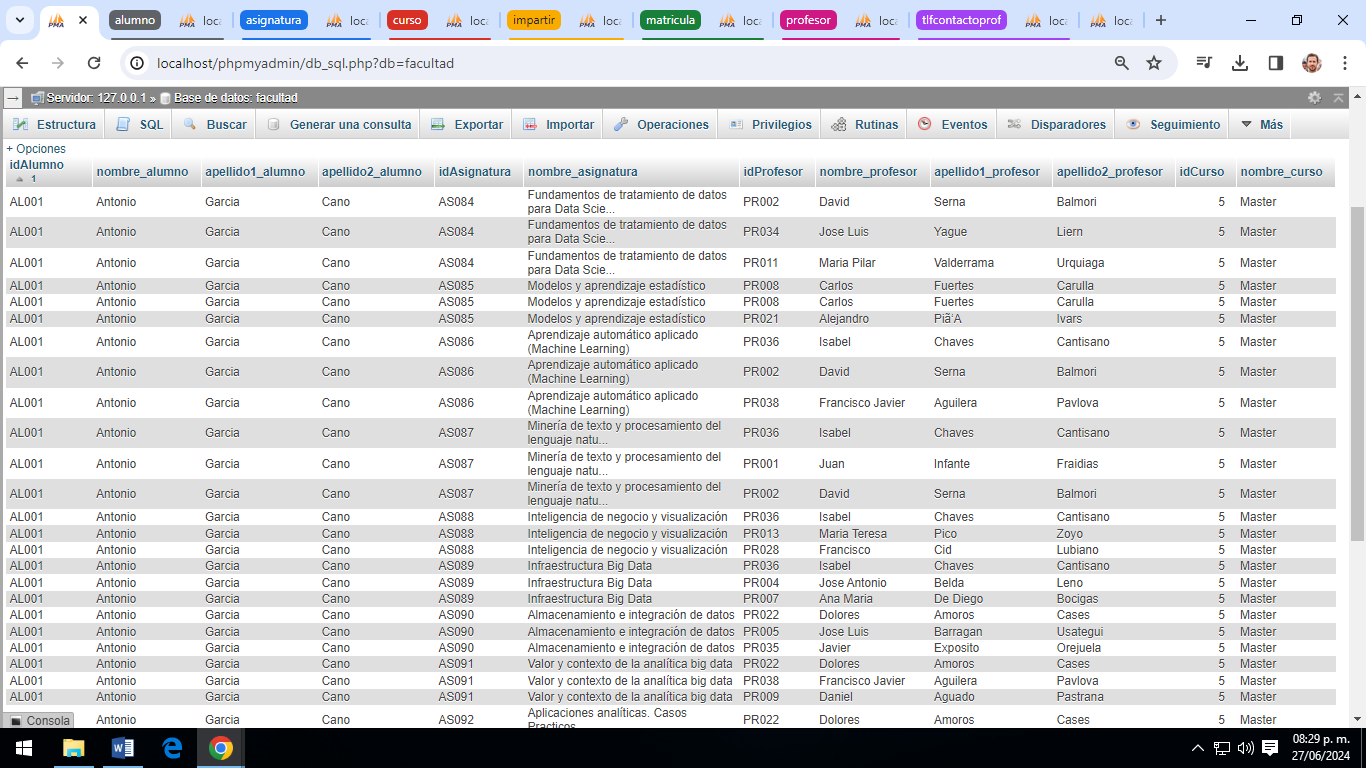 alumno loca asignatura loca curso loca impartir loca matricula loca profesor loca tlfcontactoprof loca loca
localhost/phpmyadmin/db_sql.php?db=facultad
Servidor: 127.0.0.1 » Base de datos: facultad
Estructura SQL Buscar Generar una consulta Exportar Importar Operaciones Privilegios Rutinas Eventos Disparadores Seguimiento Más
+ Opciones
idAlumno 1 nombre_alumno apellido1_alumno apellido2_alumno idAsignatura nombre_asignatura idProfesor nombre_profesor apellido1_profesor apellido2_profesor idCurso nombre_curso
AL001 Antonio Garcia Cano AS084 Fundamentos de tratamiento de datos para Data Scie... PR002 David Serna Balmori 5 Master
AL001 Antonio Garcia Cano AS084 Fundamentos de tratamiento de datos para Data Scie... PR034 Jose Luis Yague Liern 5 Master
AL001 Antonio Garcia Cano AS084 Fundamentos de tratamiento de datos para Data Scie... PR011 Maria Pilar Valderrama Urquiaga 5 Master
AL001 Antonio Garcia Cano AS085 Modelos y aprendizaje estadístico PR008 Carlos Fuertes Carulla 5 Master
AL001 Antonio Garcia Cano AS085 Modelos y aprendizaje estadístico PR008 Carlos Fuertes Carulla 5 Master
AL001 Antonio Garcia Cano AS085 Modelos y aprendizaje estadístico PR021 Alejandro Piã‘A Ivars 5 Master
AL001 Antonio Garcia Cano AS086 Aprendizaje automático aplicado (Machine Learning) PR036 Isabel Chaves Cantisano 5 Master
AL001 Antonio Garcia Cano AS086 Aprendizaje automático aplicado (Machine Learning) PR002 David Serna Balmori 5 Master
AL001 Antonio Garcia Cano AS086 Aprendizaje automático aplicado (Machine Learning) PR038 Francisco Javier Aguilera Pavlova 5 Master
AL001 Antonio Garcia Cano AS087 Minería de texto y procesamiento del lenguaje natu... PR036 Isabel Chaves Cantisano 5 Master
AL001 Antonio Garcia Cano AS087 Minería de texto y procesamiento del lenguaje natu... PR001 Juan Infante Fraidias 5 Master
AL001 Antonio Garcia Cano AS087 Minería de texto y procesamiento del lenguaje natu... PR002 David Serna Balmori 5 Master
AL001 Antonio Garcia Cano AS088 Inteligencia de negocio y visualización PR036 Isabel Chaves Cantisano 5 Master
AL001 Antonio Garcia Cano AS088 Inteligencia de negocio y visualización PR013 Maria Teresa Pico Zoyo 5 Master
AL001 Antonio Garcia Cano AS088 Inteligencia de negocio y visualización PR028 Francisco Cid Lubiano 5 Master
AL001 Antonio Garcia Cano AS089 Infraestructura Big Data PR036 Isabel Chaves Cantisano 5 Master
AL001 Antonio Garcia Cano AS089 Infraestructura Big Data PR004 Jose Antonio Belda Leno 5 Master
AL001 Antonio Garcia Cano AS089 Infraestructura Big Data PR007 Ana Maria De Diego Bocigas 5 Master
AL001 Antonio Garcia Cano AS090 Almacenamiento e integración de datos PR022 Dolores Amoros Cases 5 Master
AL001 Antonio Garcia Cano AS090 Almacenamiento e integración de datos PR005 Jose Luis Barragan Usategui 5 Master
AL001 Antonio Garcia Cano AS090 Almacenamiento e integración de datos PR035 Javier Exposito Orejuela 5 Master
AL001 Antonio Garcia Cano AS091 Valor y contexto de la analítica big data PR022 Dolores Amoros Cases 5 Master
AL001 Antonio Garcia Cano AS091 Valor y contexto de la analítica big data PR038 Francisco Javier Aguilera Pavlova 5 Master
AL001 Antonio Garcia Cano AS091 Valor y contexto de la analítica big data PR009 Daniel Aguado Pastrana 5 Master
Consola Antonio Garcia Cano AS092 Aplicaciones analíticas. Casos Practicos PR022 Dolores Amoros Cases 5 Master
08:29 p. m.
27/06/2024